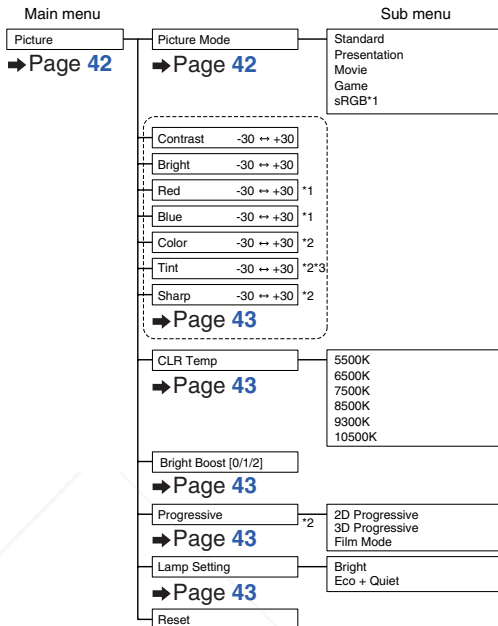 Main menu
Sub menu
Picture
➡Page 42
Picture Mode
➡Page 42
Standard
Presentation
Movie
Game
sRGB*1
Contrast -30 ↔ +30
Bright -30 ↔ +30
Red -30 ↔ +30 *1
Blue -30 ↔ +30 *1
Color -30 ↔ +30 *2
Tint -30 ↔ +30 *2*3
Sharp -30 ↔ +30 *2
➡Page 43
CLR Temp
➡Page 43
5500K
6500K
7500K
8500K
9300K
10500K
Bright Boost [0/1/2]
➡Page 43
Progressive *2
➡Page 43
2D Progressive
3D Progressive
Film Mode
Lamp Setting
➡Page 43
Bright
Eco + Quiet
Reset